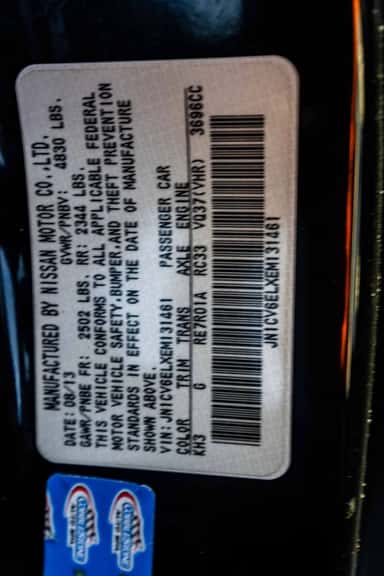 MANUFACTURED BY NISSAN MOTOR CO.,LTD.
DATE: 08/13 GVWR/PNBV: 4830 LBS.
GAWR/PNBE FR: 2502 LBS. RR: 2344 LBS.
THIS VEHICLE CONFORMS TO ALL APPLICABLE FEDERAL
MOTOR VEHICLE SAFETY,BUMPER,AND THEFT PREVENTION
STANDARDS IN EFFECT ON THE DATE OF MANUFACTURE
SHOWN ABOVE.
VIN:JN1CV6ELXEM131461 PASSENGER CAR
COLOR TRIM TRANS AXLE ENGINE
KH3 G RE7R01A RC33 VQ37(VHR) 3696CC
JN1CV6ELXEM131461